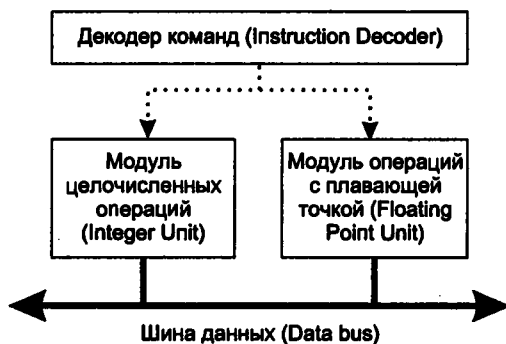 Декодер команд (Instruction Decoder)
Модуль
целочисленных
операций
(Integer Unit)
Модуль операций
с плавающей
точкой (Floating
Point Unit)
Шина данных (Data bus)